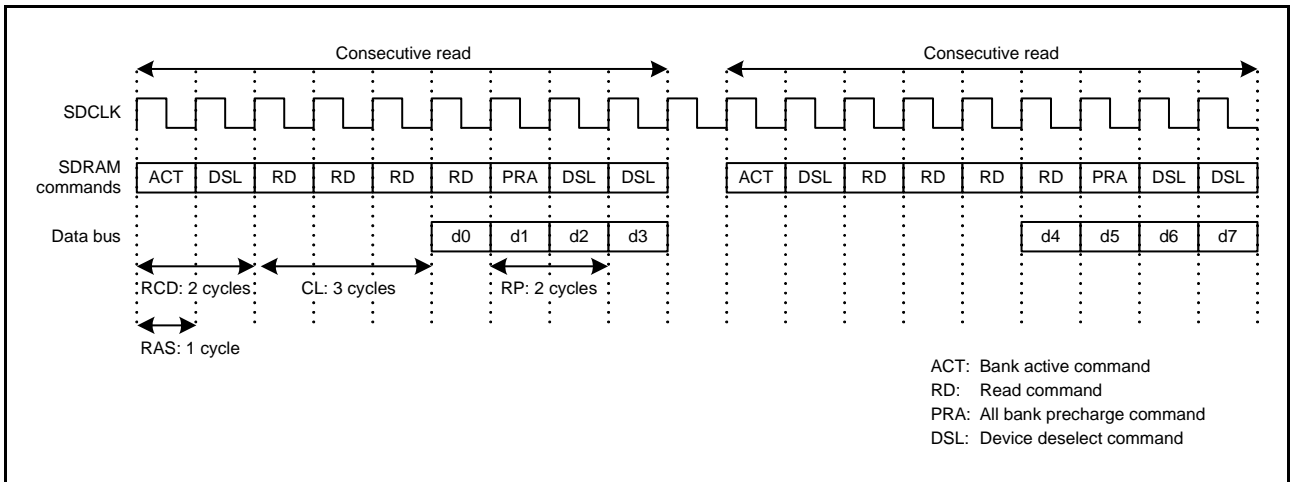 Consecutive read Consecutive read
SDCLK
SDRAM
commands
ACT DSL RD RD RD RD PRA DSL DSL ACT DSL RD RD RD RD PRA DSL DSL
Data bus d0 d1 d2 d3 d4 d5 d6 d7
RCD: 2 cycles CL: 3 cycles RP: 2 cycles
RAS: 1 cycle
ACT: Bank active command
RD: Read command
PRA: All bank precharge command
DSL: Device deselect command